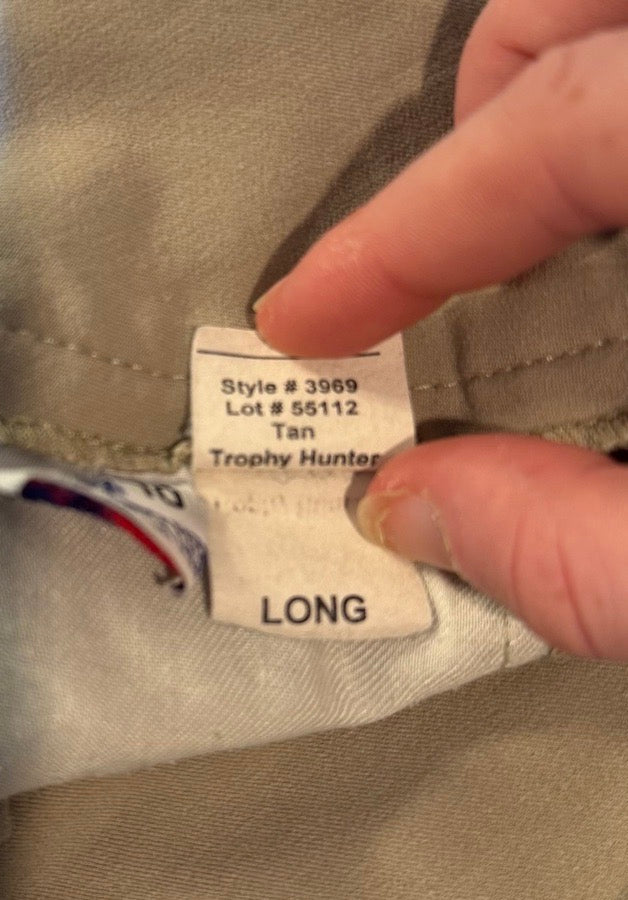 Style # 3969
Lot # 55112
Tan
Trophy Hunter
LONG